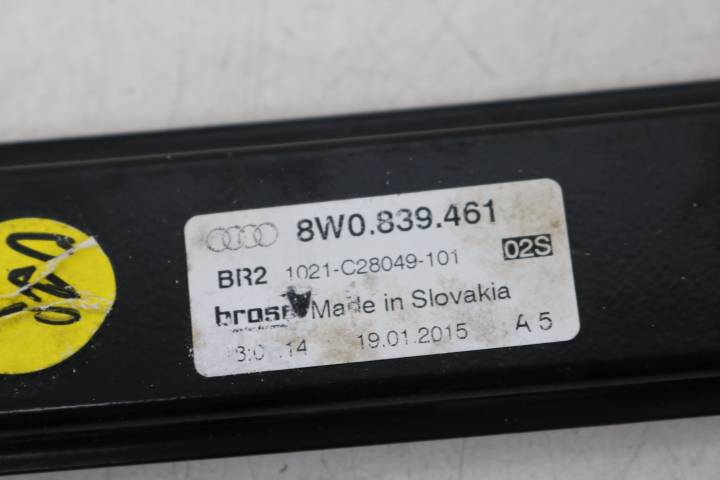 8W0.839.461
BR2 1021-C28049-101 02S
brose Made in Slovakia
19.01.2015 A 5